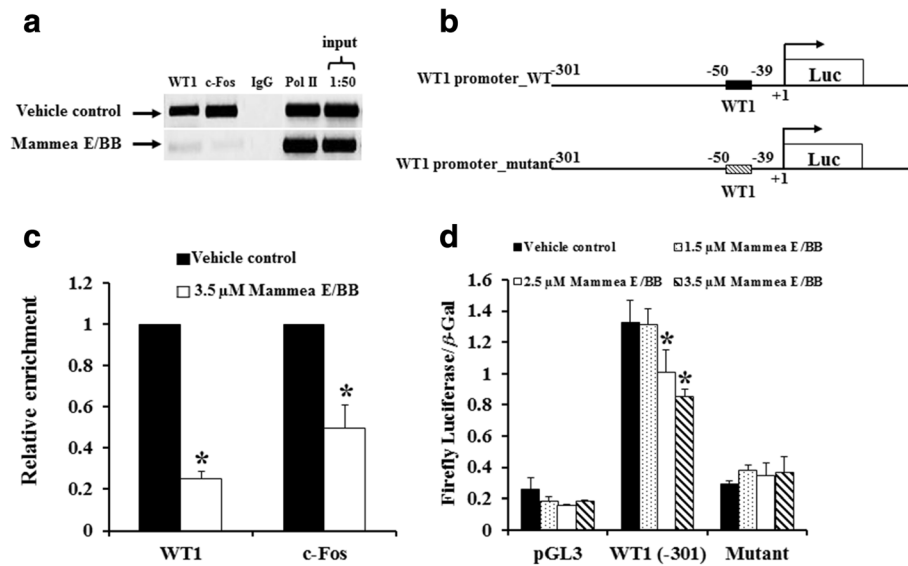 a
input
WT1 c-Fos IgG Pol II 1:50
Vehicle control
Mammea E/BB
b
-301
-50 -39
WT1 promoter_WT
Luc
WT1
+1
-301
-50 -39
WT1 promoter_mutant
Luc
WT1
+1
c
Vehicle control
3.5 µM Mammea E/BB
Relative enrichment
1.2
1
0.8
0.6
0.4
0.2
0
*
*
WT1
c-Fos
d
Vehicle control
1.5 µM Mammea E/BB
2.5 µM Mammea E/BB
3.5 µM Mammea E/BB
Firefly Luciferase/β-Gal
1.6
1.4
1.2
1
0.8
0.6
0.4
0.2
0
*
*
pGL3
WT1 (-301)
Mutant